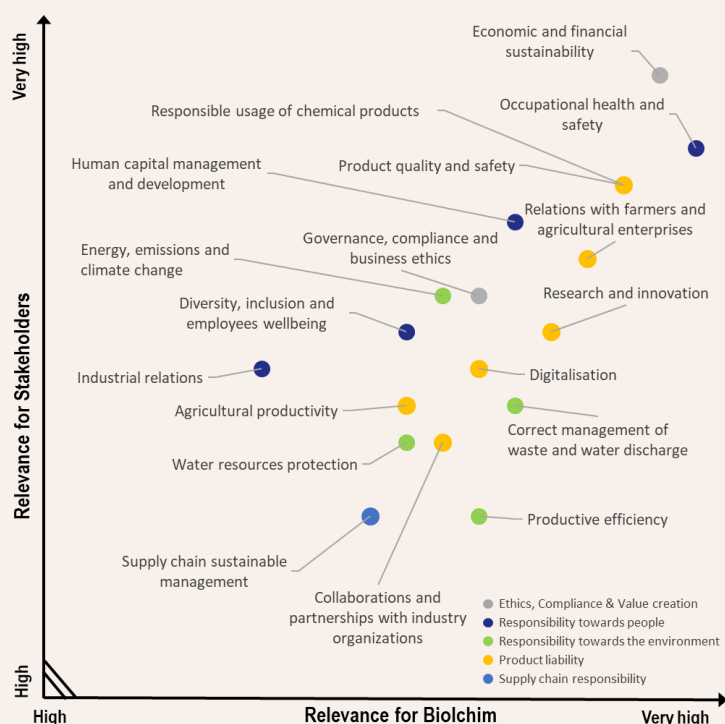 Very high
Relevance for Stakeholders
High
Economic and financial
sustainability
Occupational health and
safety
Responsible usage of chemical products
Product quality and safety
Human capital management
and development
Relations with farmers and
agricultural enterprises
Governance, compliance and
business ethics
Energy, emissions and
climate change
Research and innovation
Diversity, inclusion and
employees wellbeing
Industrial relations
Digitalisation
Agricultural productivity
Correct management of
waste and water discharge
Water resources protection
Productive efficiency
Supply chain sustainable
management
Collaborations and
partnerships with industry
organizations
Ethics, Compliance & Value creation
Responsibility towards people
Responsibility towards the environment
Product liability
Supply chain responsibility
High
Relevance for Biolchim
Very high